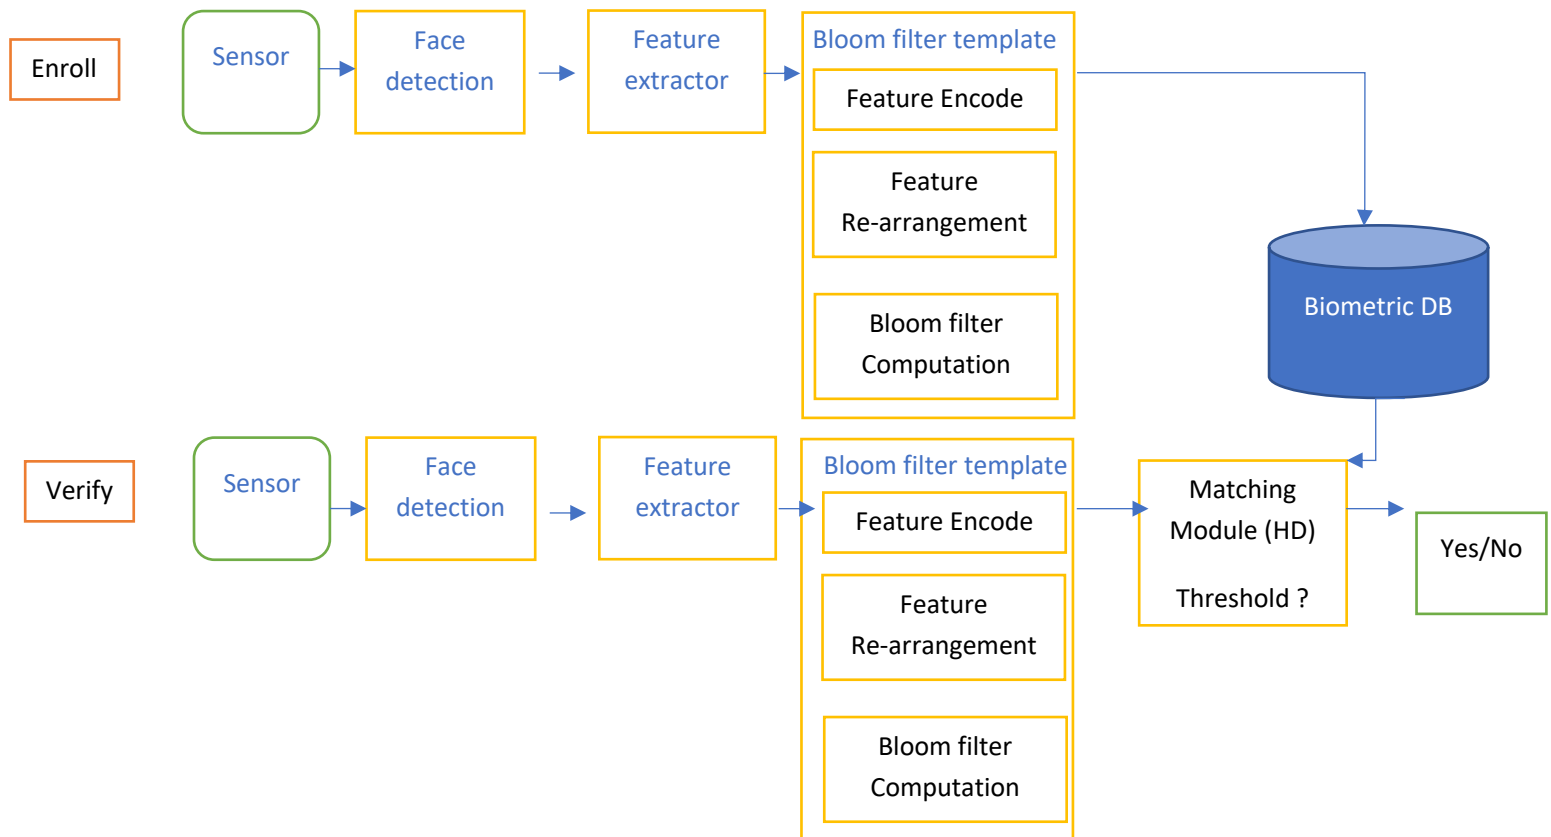 Enroll
Sensor
Face
detection
Feature
extractor
Bloom filter template
Feature Encode
Feature
Re-arrangement
Bloom filter
Computation
Biometric DB
Verify
Sensor
Face
detection
Feature
extractor
Bloom filter template
Feature Encode
Feature
Re-arrangement
Bloom filter
Computation
Matching
Module (HD)
Threshold ?
Yes/No